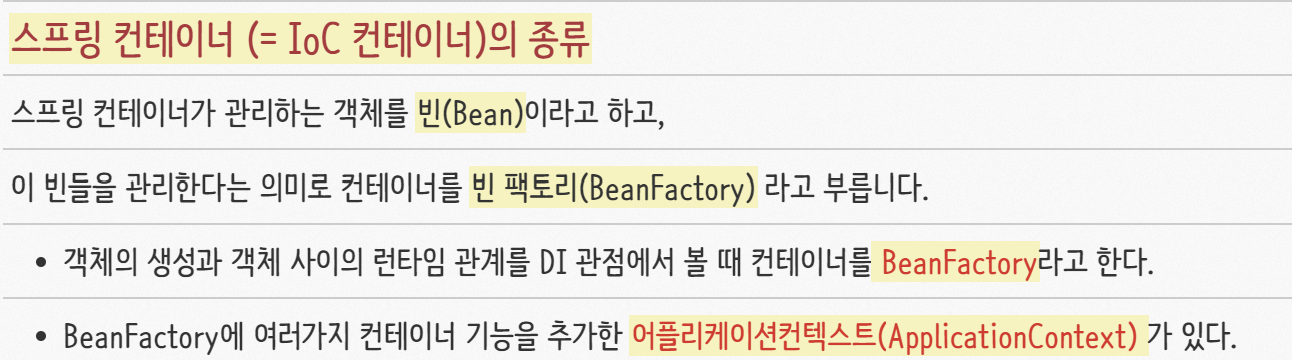 스프링 컨테이너 (= IoC 컨테이너)의 종류
스프링 컨테이너가 관리하는 객체를 빈(Bean)이라고 하고,
이 빈들을 관리한다는 의미로 컨테이너를 빈 팩토리(BeanFactory) 라고 부릅니다.
• 객체의 생성과 객체 사이의 런타임 관계를 DI 관점에서 볼 때 컨테이너를 BeanFactory라고 한다.
• BeanFactory에 여러가지 컨테이너 기능을 추가한 어플리케이션컨텍스트(ApplicationContext) 가 있다.